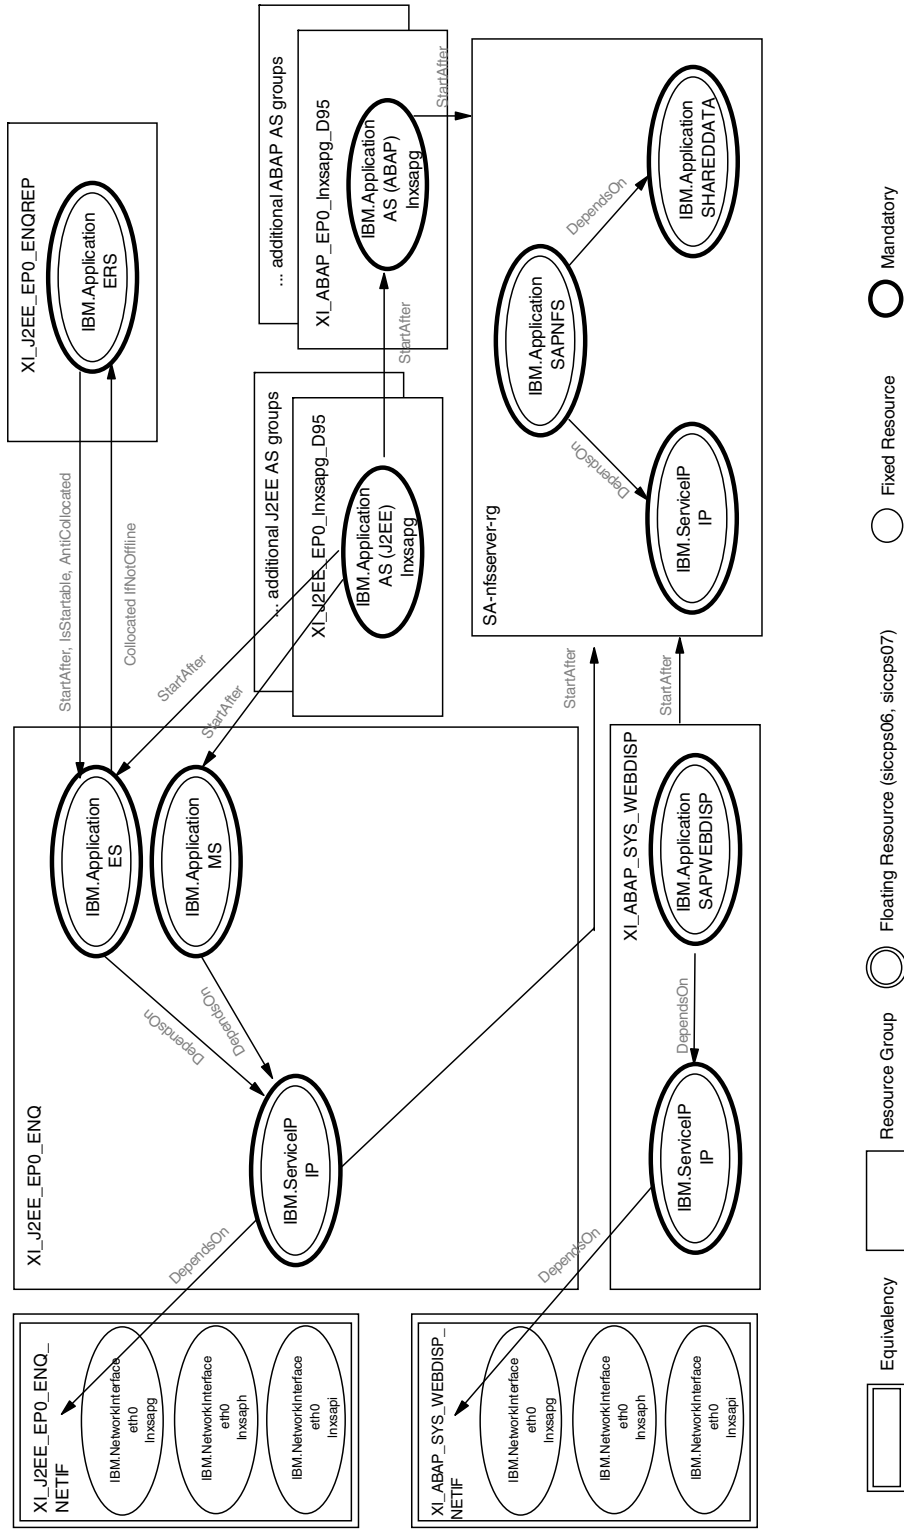 XI_J2EE_EP0_ENQREP
IBM.Application
ERS
StartAfter, IsStartable, AntiCollocated
Collocated IfNotOffline
... additional ABAP AS groups
XI_ABAP_EP0_lnxsapg_D95
IBM.Application
AS (ABAP)
lnxsapg
StartAfter
StartAfter
... additional J2EE AS groups
XI_J2EE_EP0_lnxsapg_D95
IBM.Application
AS (J2EE)
lnxsapg
StartAfter
StartAfter
SA-nfsserver-rg
IBM.Application
SAPNFS
DependsOn
IBM.Application
SHAREDDATA
DependsOn
IBM.ServiceIP
IP
XI_J2EE_EP0_ENQ
IBM.Application
ES
IBM.Application
MS
DependsOn
DependsOn
IBM.ServiceIP
IP
StartAfter
StartAfter
XI_ABAP_SYS_WEBDISP
IBM.Application
SAPWEBDISP
DependsOn
IBM.ServiceIP
IP
DependsOn
DependsOn
XI_J2EE_EP0_ENQ_
NETIF
IBM.NetworkInterface
eth0
lnxsapg
IBM.NetworkInterface
eth0
lnxsaph
IBM.NetworkInterface
eth0
lnxsapi
XI_ABAP_SYS_WEBDISP_
NETIF
IBM.NetworkInterface
eth0
lnxsapg
IBM.NetworkInterface
eth0
lnxsaph
IBM.NetworkInterface
eth0
lnxsapi
Equivalency
Resource Group
Floating Resource (siccps06, siccps07)
Fixed Resource
Mandatory